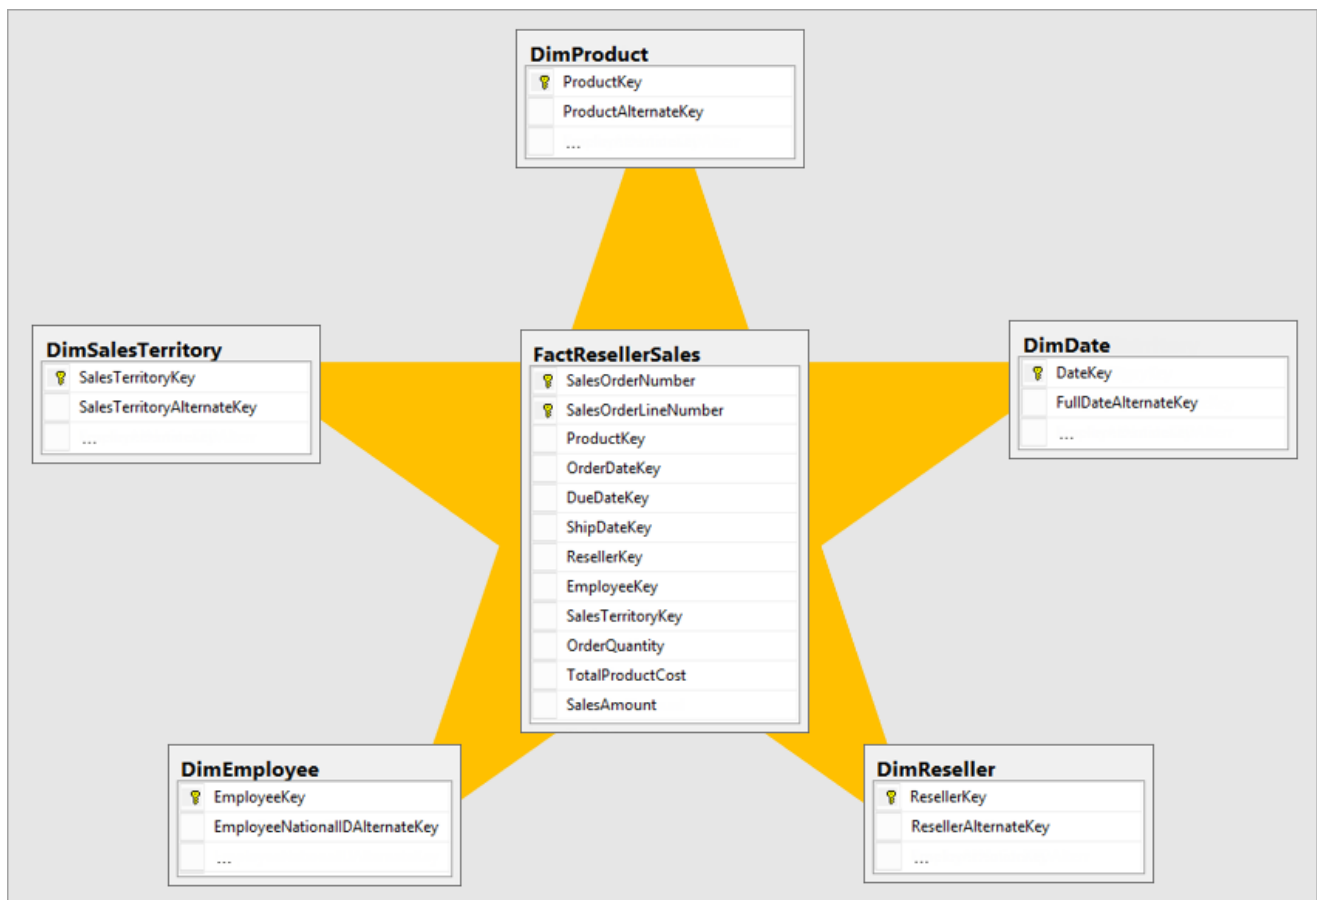 DimProduct
ProductKey
ProductAlternateKey
...
DimSalesTerritory
SalesTerritoryKey
SalesTerritoryAlternateKey
...
FactResellerSales
SalesOrderNumber
SalesOrderLineNumber
ProductKey
OrderDateKey
DueDateKey
ShipDateKey
ResellerKey
EmployeeKey
SalesTerritoryKey
OrderQuantity
TotalProductCost
SalesAmount
DimDate
DateKey
FullDateAlternateKey
...
DimEmployee
EmployeeKey
EmployeeNationalIDAlternateKey
...
DimReseller
ResellerKey
ResellerAlternateKey
...